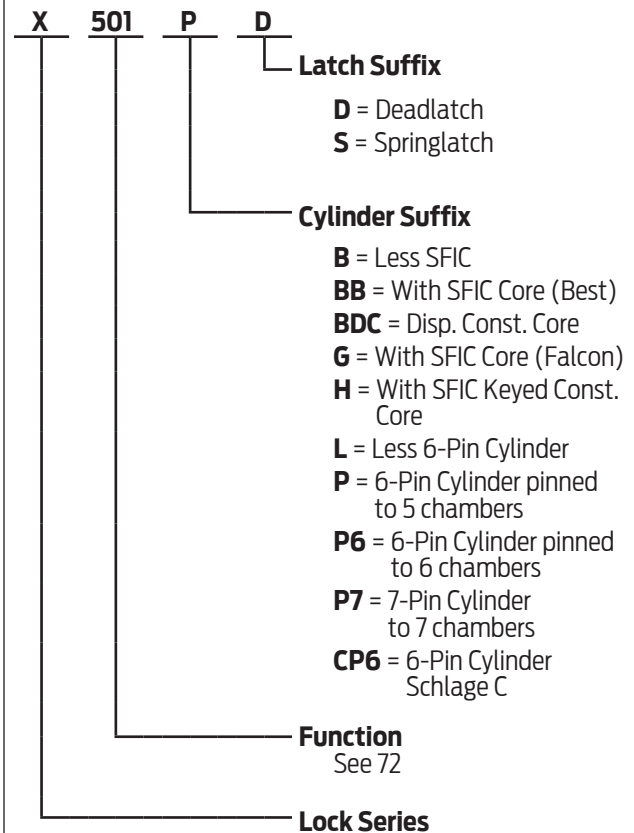 X 501 P D
Latch Suffix
D = Deadlatch
S = Springlatch
Cylinder Suffix
B = Less SFIC
BB = With SFIC Core (Best)
BDC = Disp. Const. Core
G = With SFIC Core (Falcon)
H = With SFIC Keyed Const.
Core
L = Less 6-Pin Cylinder
P = 6-Pin Cylinder pinned
to 5 chambers
P6 = 6-Pin Cylinder pinned
to 6 chambers
P7 = 7-Pin Cylinder
to 7 chambers
CP6 = 6-Pin Cylinder
Schlage C
Function
See 72
Lock Series